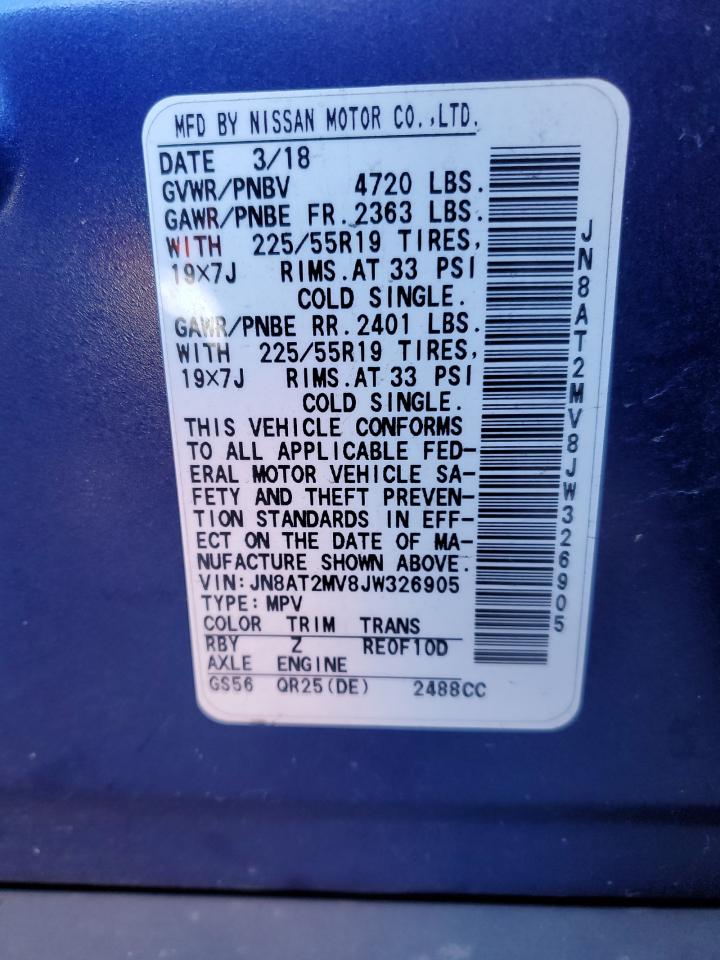 MFD BY NISSAN MOTOR CO.,LTD.
DATE 3/18
GVWR/PNBV 4720 LBS.
GAWR/PNBE FR.2363 LBS.
WITH 225/55R19 TIRES,
19X7J RIMS.AT 33 PSI
COLD SINGLE.
GAWR/PNBE RR.2401 LBS.
WITH 225/55R19 TIRES,
19X7J RIMS.AT 33 PSI
COLD SINGLE.
THIS VEHICLE CONFORMS
TO ALL APPLICABLE FED-
ERAL MOTOR VEHICLE SA-
FETY AND THEFT PREVEN-
TION STANDARDS IN EFF-
ECT ON THE DATE OF MA-
NUFACTURE SHOWN ABOVE.
VIN:JN8AT2MV8JW326905
TYPE:MPV
COLOR TRIM TRANS
RBY Z RE0F10D
AXLE ENGINE
GS56 QR25(DE) 2488CC
JN8AT2MV8JW326905